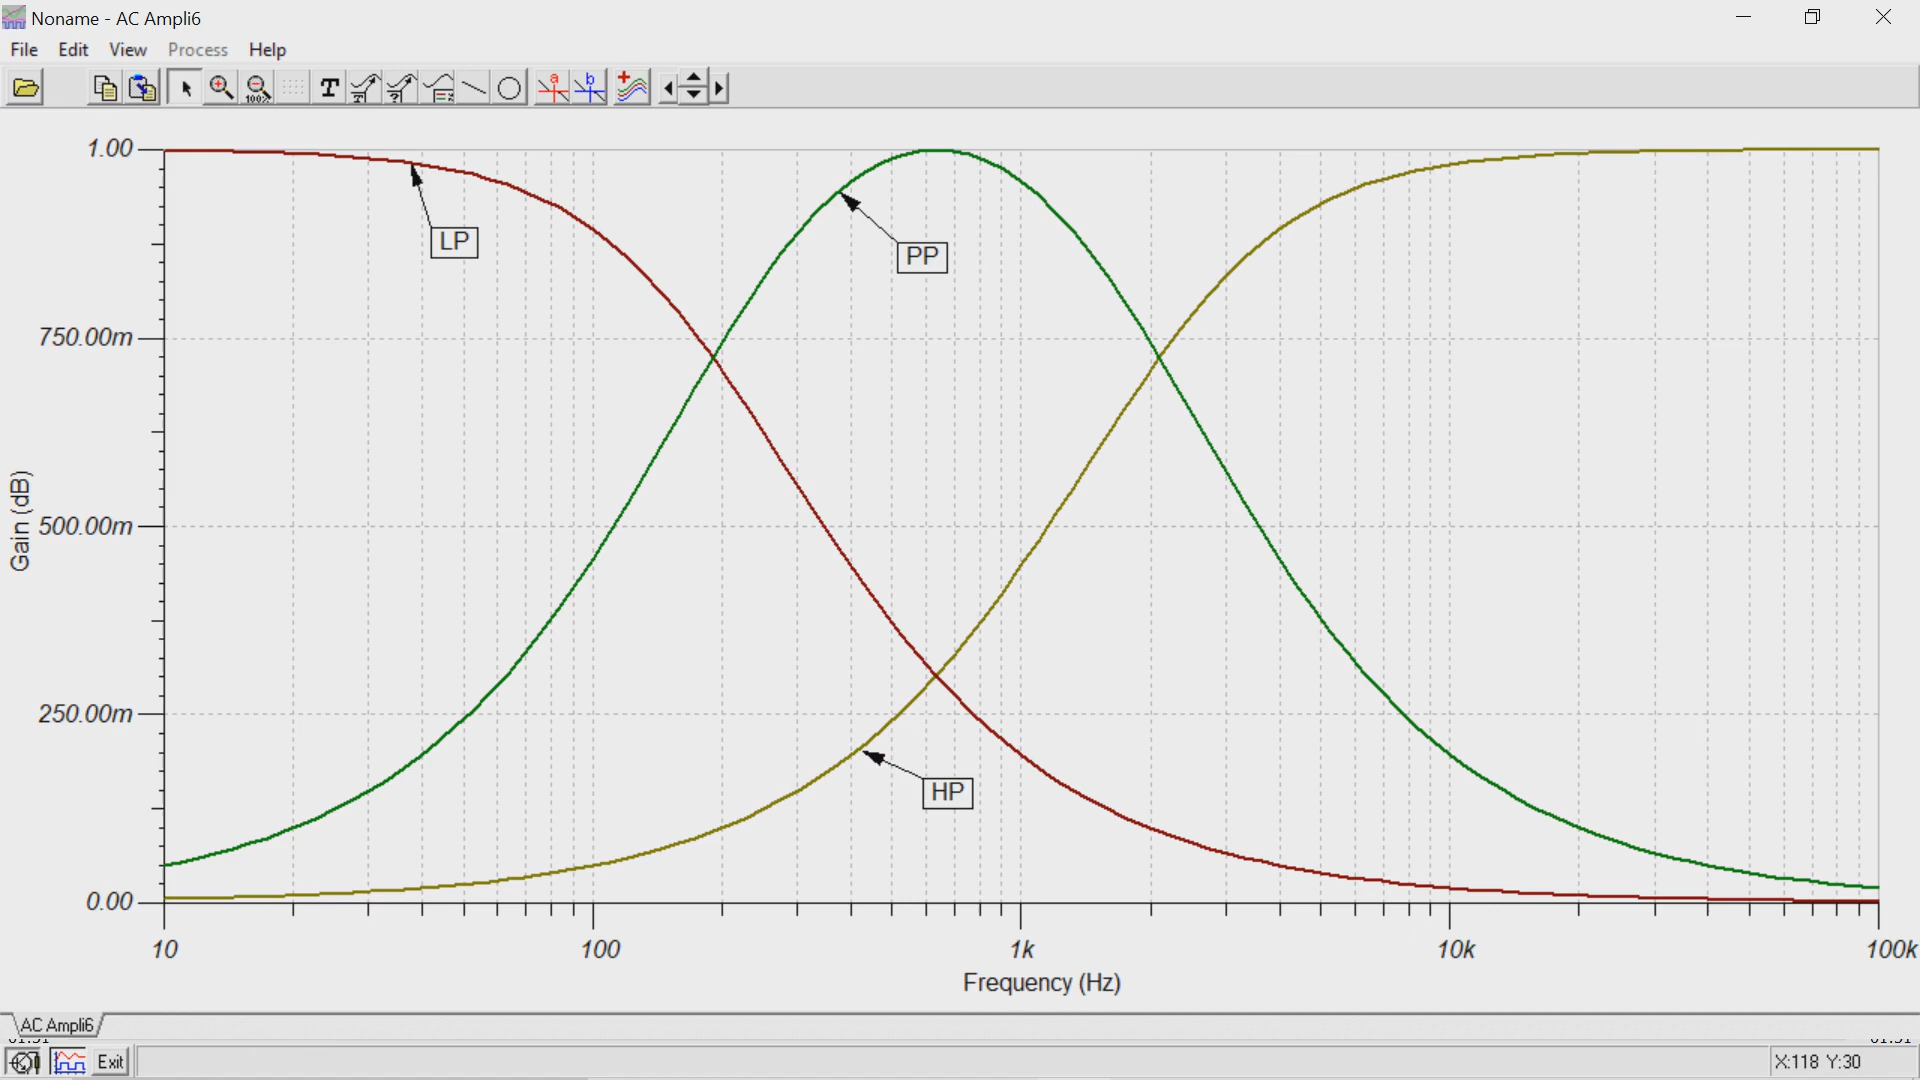 Noname - AC Ampli6
File Edit View Process Help
T 100% T ? a b
1.00
LP
PP
750.00m
Gain (dB)
500.00m
250.00m
HP
0.00
10 100 1k 10k 100k
Frequency (Hz)
AC Ampli6
Exit X:118 Y:30